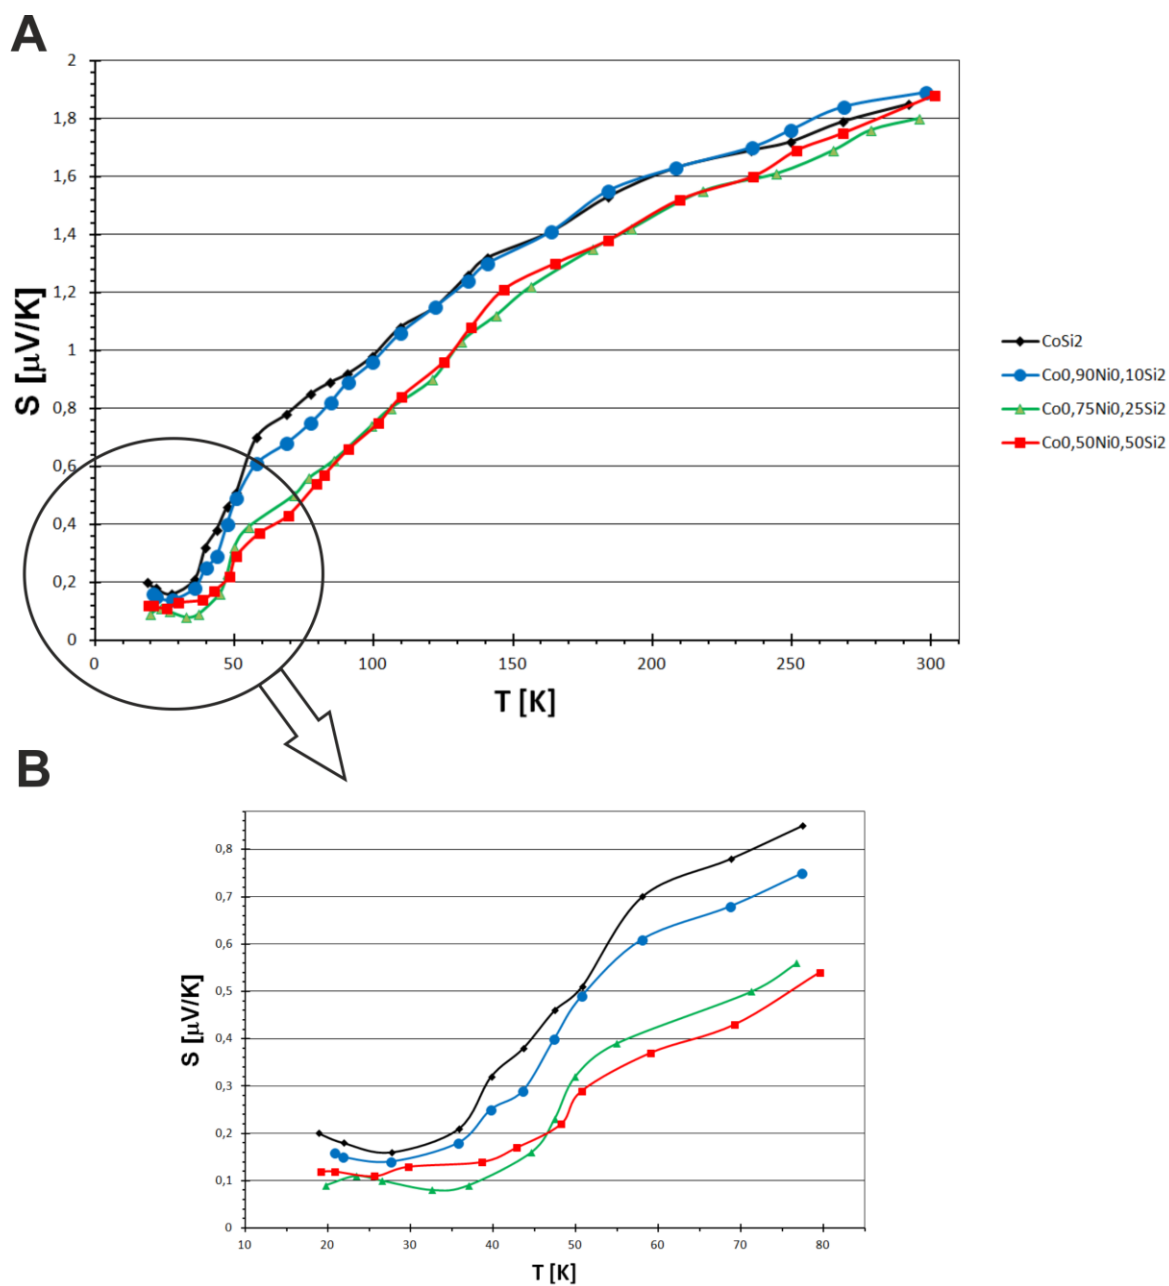 A
2
1,8
1,6
1,4
1,2
1
0,8
0,6
0,4
0,2
0
0 50 100 150 200 250 300
S [µV/K]
T [K]
CoSi2
Co0,90Ni0,10Si2
Co0,75Ni0,25Si2
Co0,50Ni0,50Si2
B
0,8
0,7
0,6
0,5
0,4
0,3
0,2
0,1
0
10 20 30 40 50 60 70 80
S [µV/K]
T [K]